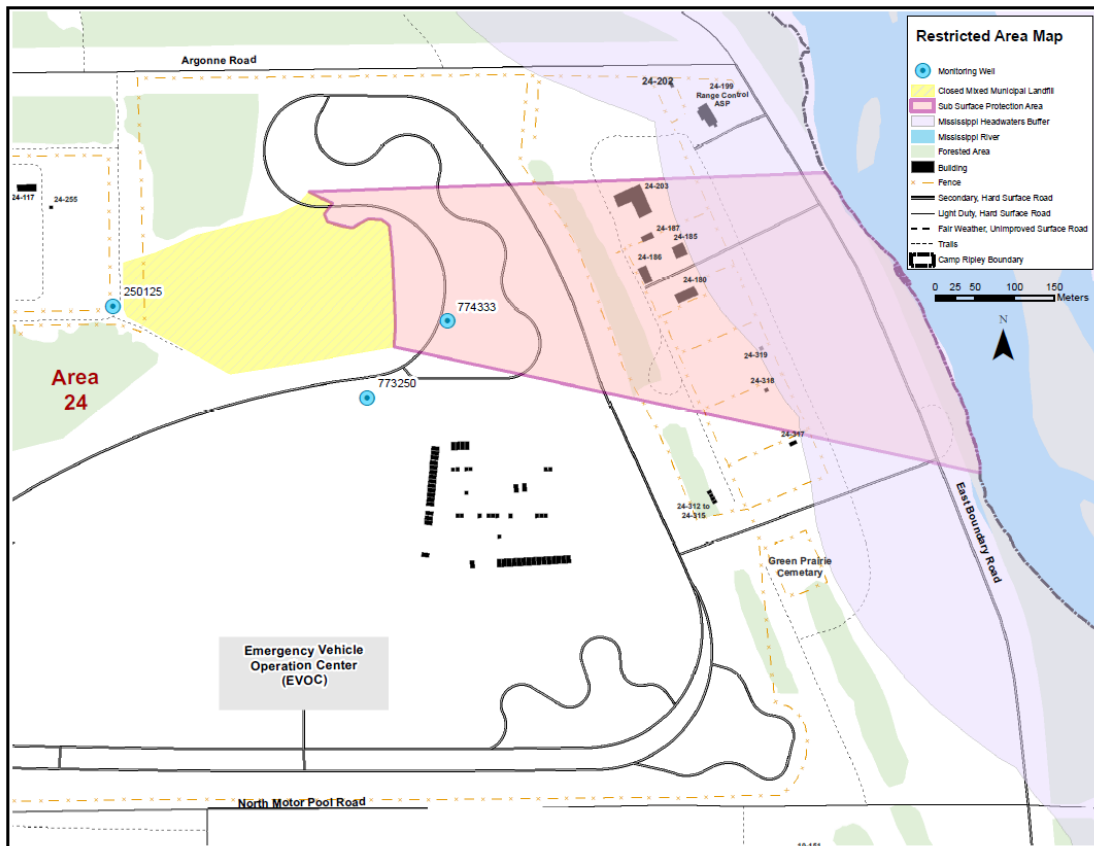 Restricted Area Map
Monitoring Well
Closed Mixed Municipal Landfill
Sub Surface Protection Area
Mississippi Headwaters Buffer
Mississippi River
Forested Area
Building
Fence
Secondary, Hard Surface Road
Light Duty, Hard Surface Road
Fair Weather, Unimproved Surface Road
Trails
Camp Ripley Boundary
0 25 50 100 150
Meters
N
Argonne Road
24-202
24-199
Range Control
ASP
24-117
24-255
24-203
24-187
24-185
24-186
24-180
250125
774333
24-319
Area
24
773250
24-318
24-317
24-312 to
24-315
East Boundary Road
Green Prairie
Cemetary
Emergency Vehicle
Operation Center
(EVOC)
North Motor Pool Road